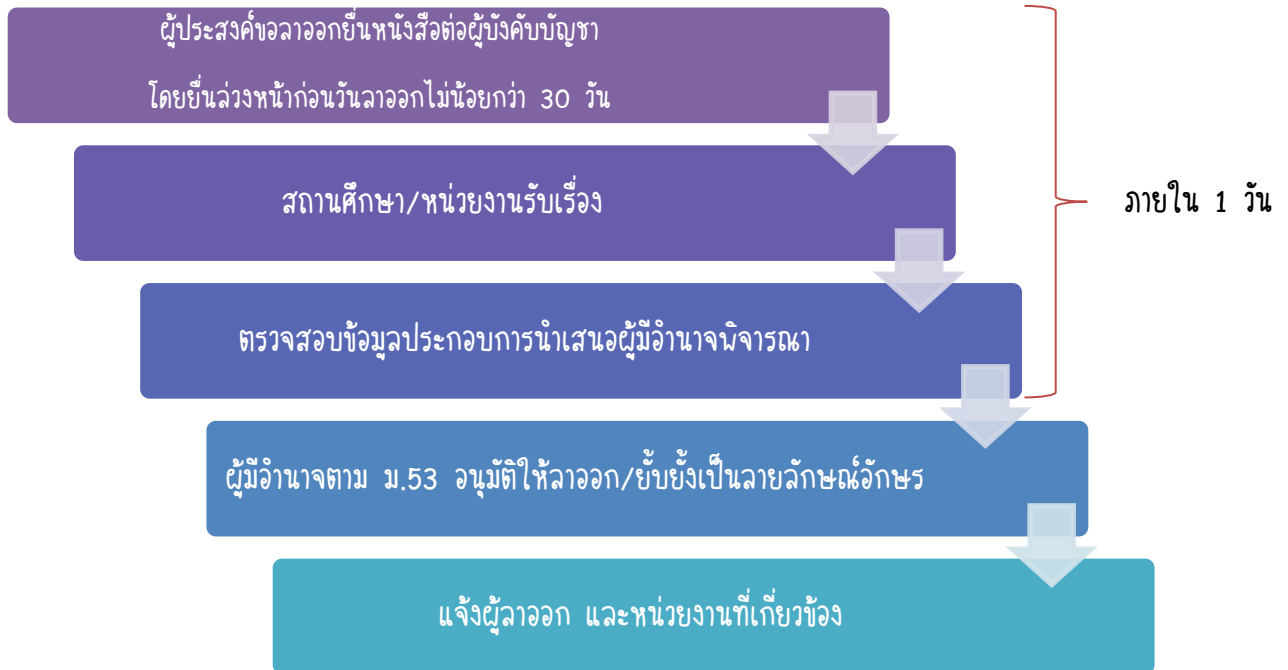 ผู้ประสงค์ขอลาออกยื่นหนังสือต่อผู้บังคับบัญชา
โดยยื่นล่วงหน้าก่อนวันลาออกไม่น้อยกว่า 30 วัน
สถานศึกษา/หน่วยงานรับเรื่อง
ภายใน 1 วัน
ตรวจสอบข้อมูลประกอบการนำเสนอผู้มีอำนาจพิจารณา
ผู้มีอำนาจตาม ม.53 อนุมัติให้ลาออก/ยั้บยั้งเป็นลายลักษณ์อักษร
แจ้งผู้ลาออก และหน่วยงานที่เกี่ยวข้อง